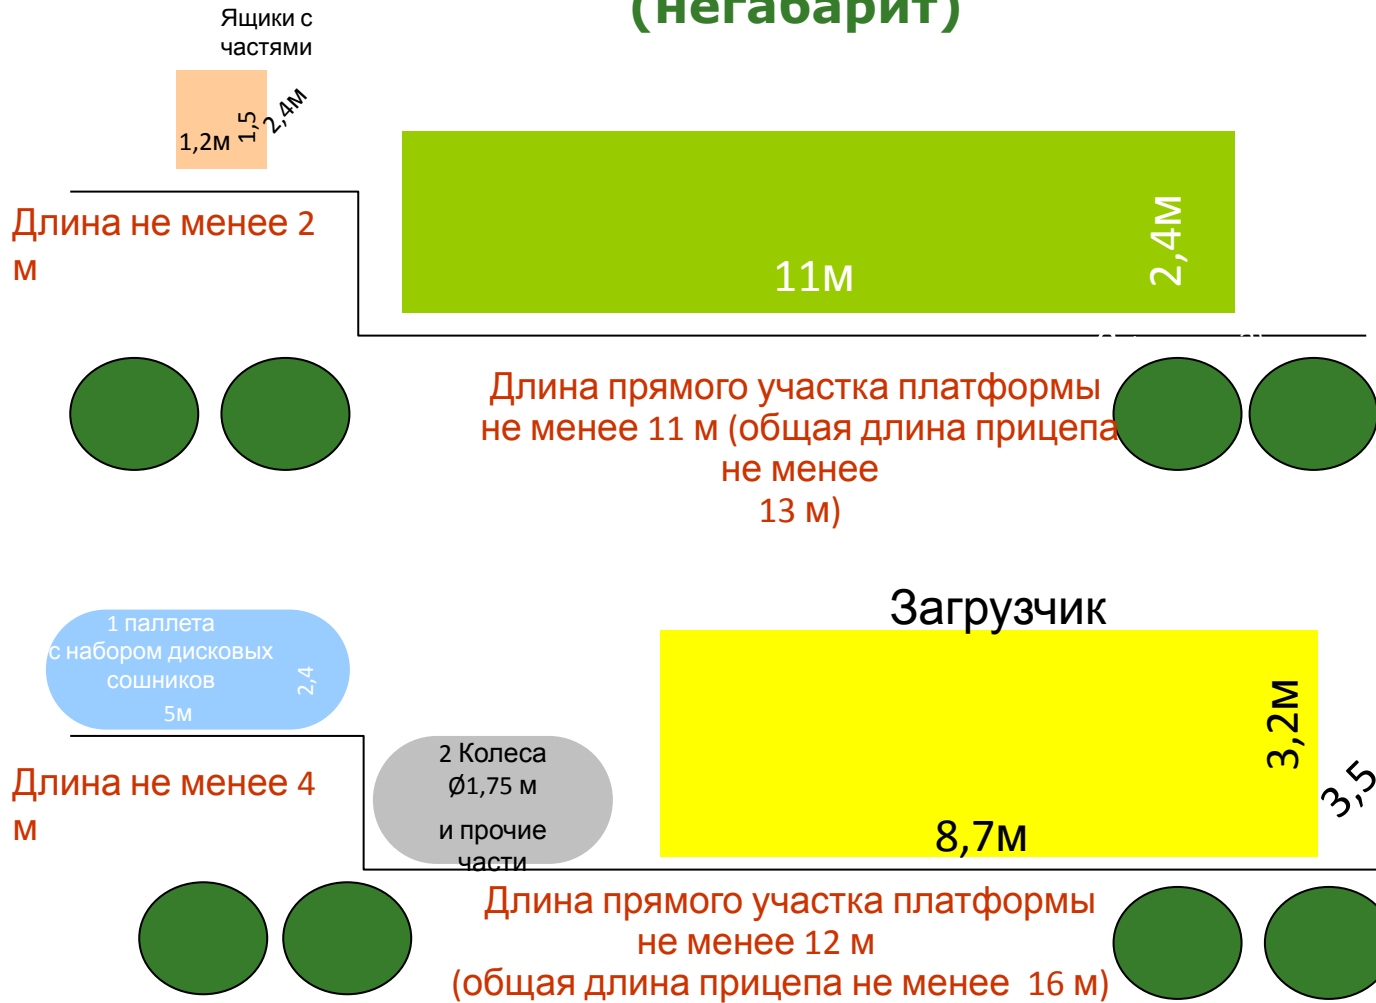 (негабарит)
Ящики с
частями
1,2м
1,5
2,4м
Длина не менее 2
м
11м
2,4м
Длина прямого участка платформы
не менее 11 м (общая длина прицепа
не менее
13 м)
Загрузчик
1 паллета
с набором дисковых
сошников
5м
2,4
Длина не менее 4
м
2 Колеса
Ø1,75 м
и прочие
части
8,7м
3,2м
3,5
Длина прямого участка платформы
не менее 12 м
(общая длина прицепа не менее 16 м)